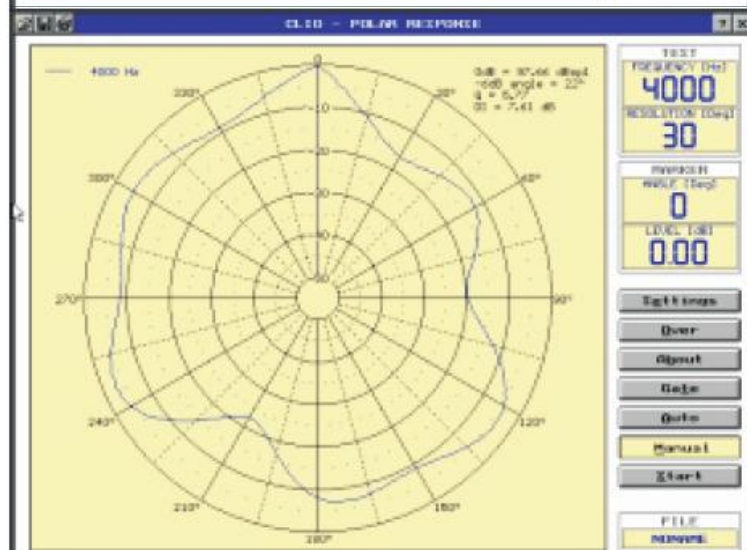 CLIO - POLAR RESPONSE
? X
4000 Hz
0
0dB = 97.66 dBspl
-6dB angle = 22°
Q = 5.77
DI = 7.61 dB
330°
30°
-10
300°
-20
60°
-30
-40
-50
270°
90°
240°
120°
210°
150°
180°
TEST
FREQUENCY [Hz]
4000
RESOLUTION [Deg]
30
MARKER
ANGLE [Deg]
0
LEVEL [dB]
0.00
Settings
Over
About
Gate
Auto
Manual
Start
FILE
NONAME